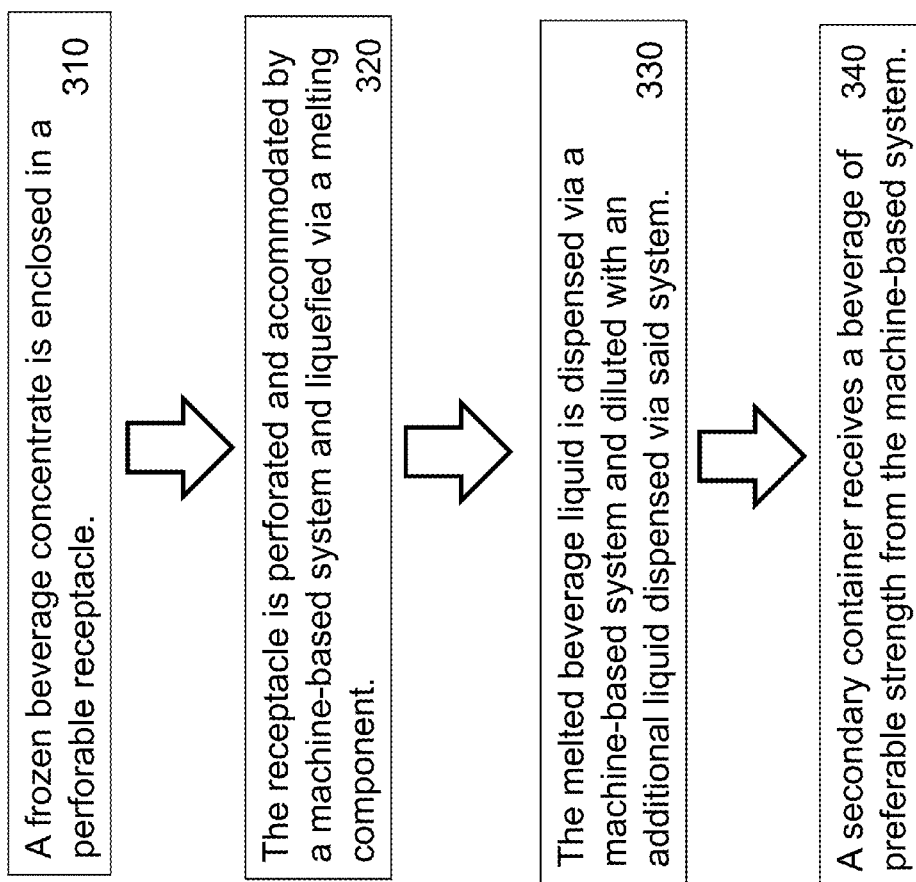 A frozen beverage concentrate is enclosed in a
perforable receptacle. 310
The receptacle is perforated and accommodated by
a machine-based system and liquefied via a melting
component. 320
The melted beverage liquid is dispensed via a
machine-based system and diluted with an
additional liquid dispensed via said system. 330
A secondary container receives a beverage of 340
preferable strength from the machine-based system.